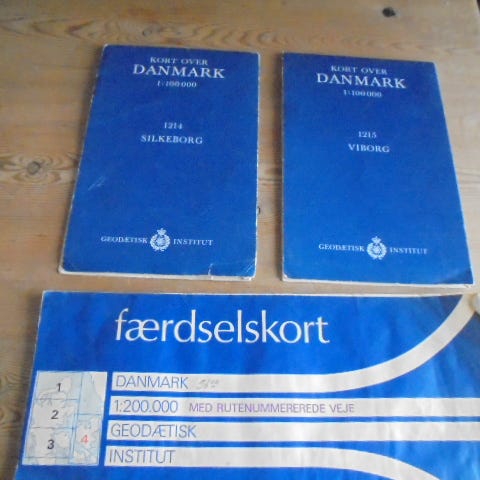 KORT OVER
DANMARK
1:100 000
1214
SILKEBORG
GEODÆTISK INSTITUT
KORT OVER
DANMARK
1:100 000
1215
VIBORG
GEODÆTISK INSTITUT
færdselskort
1
2
3
4
DANMARK
1:200.000 MED RUTENUMMEREREDE VEJE
GEODÆTISK
INSTITUT